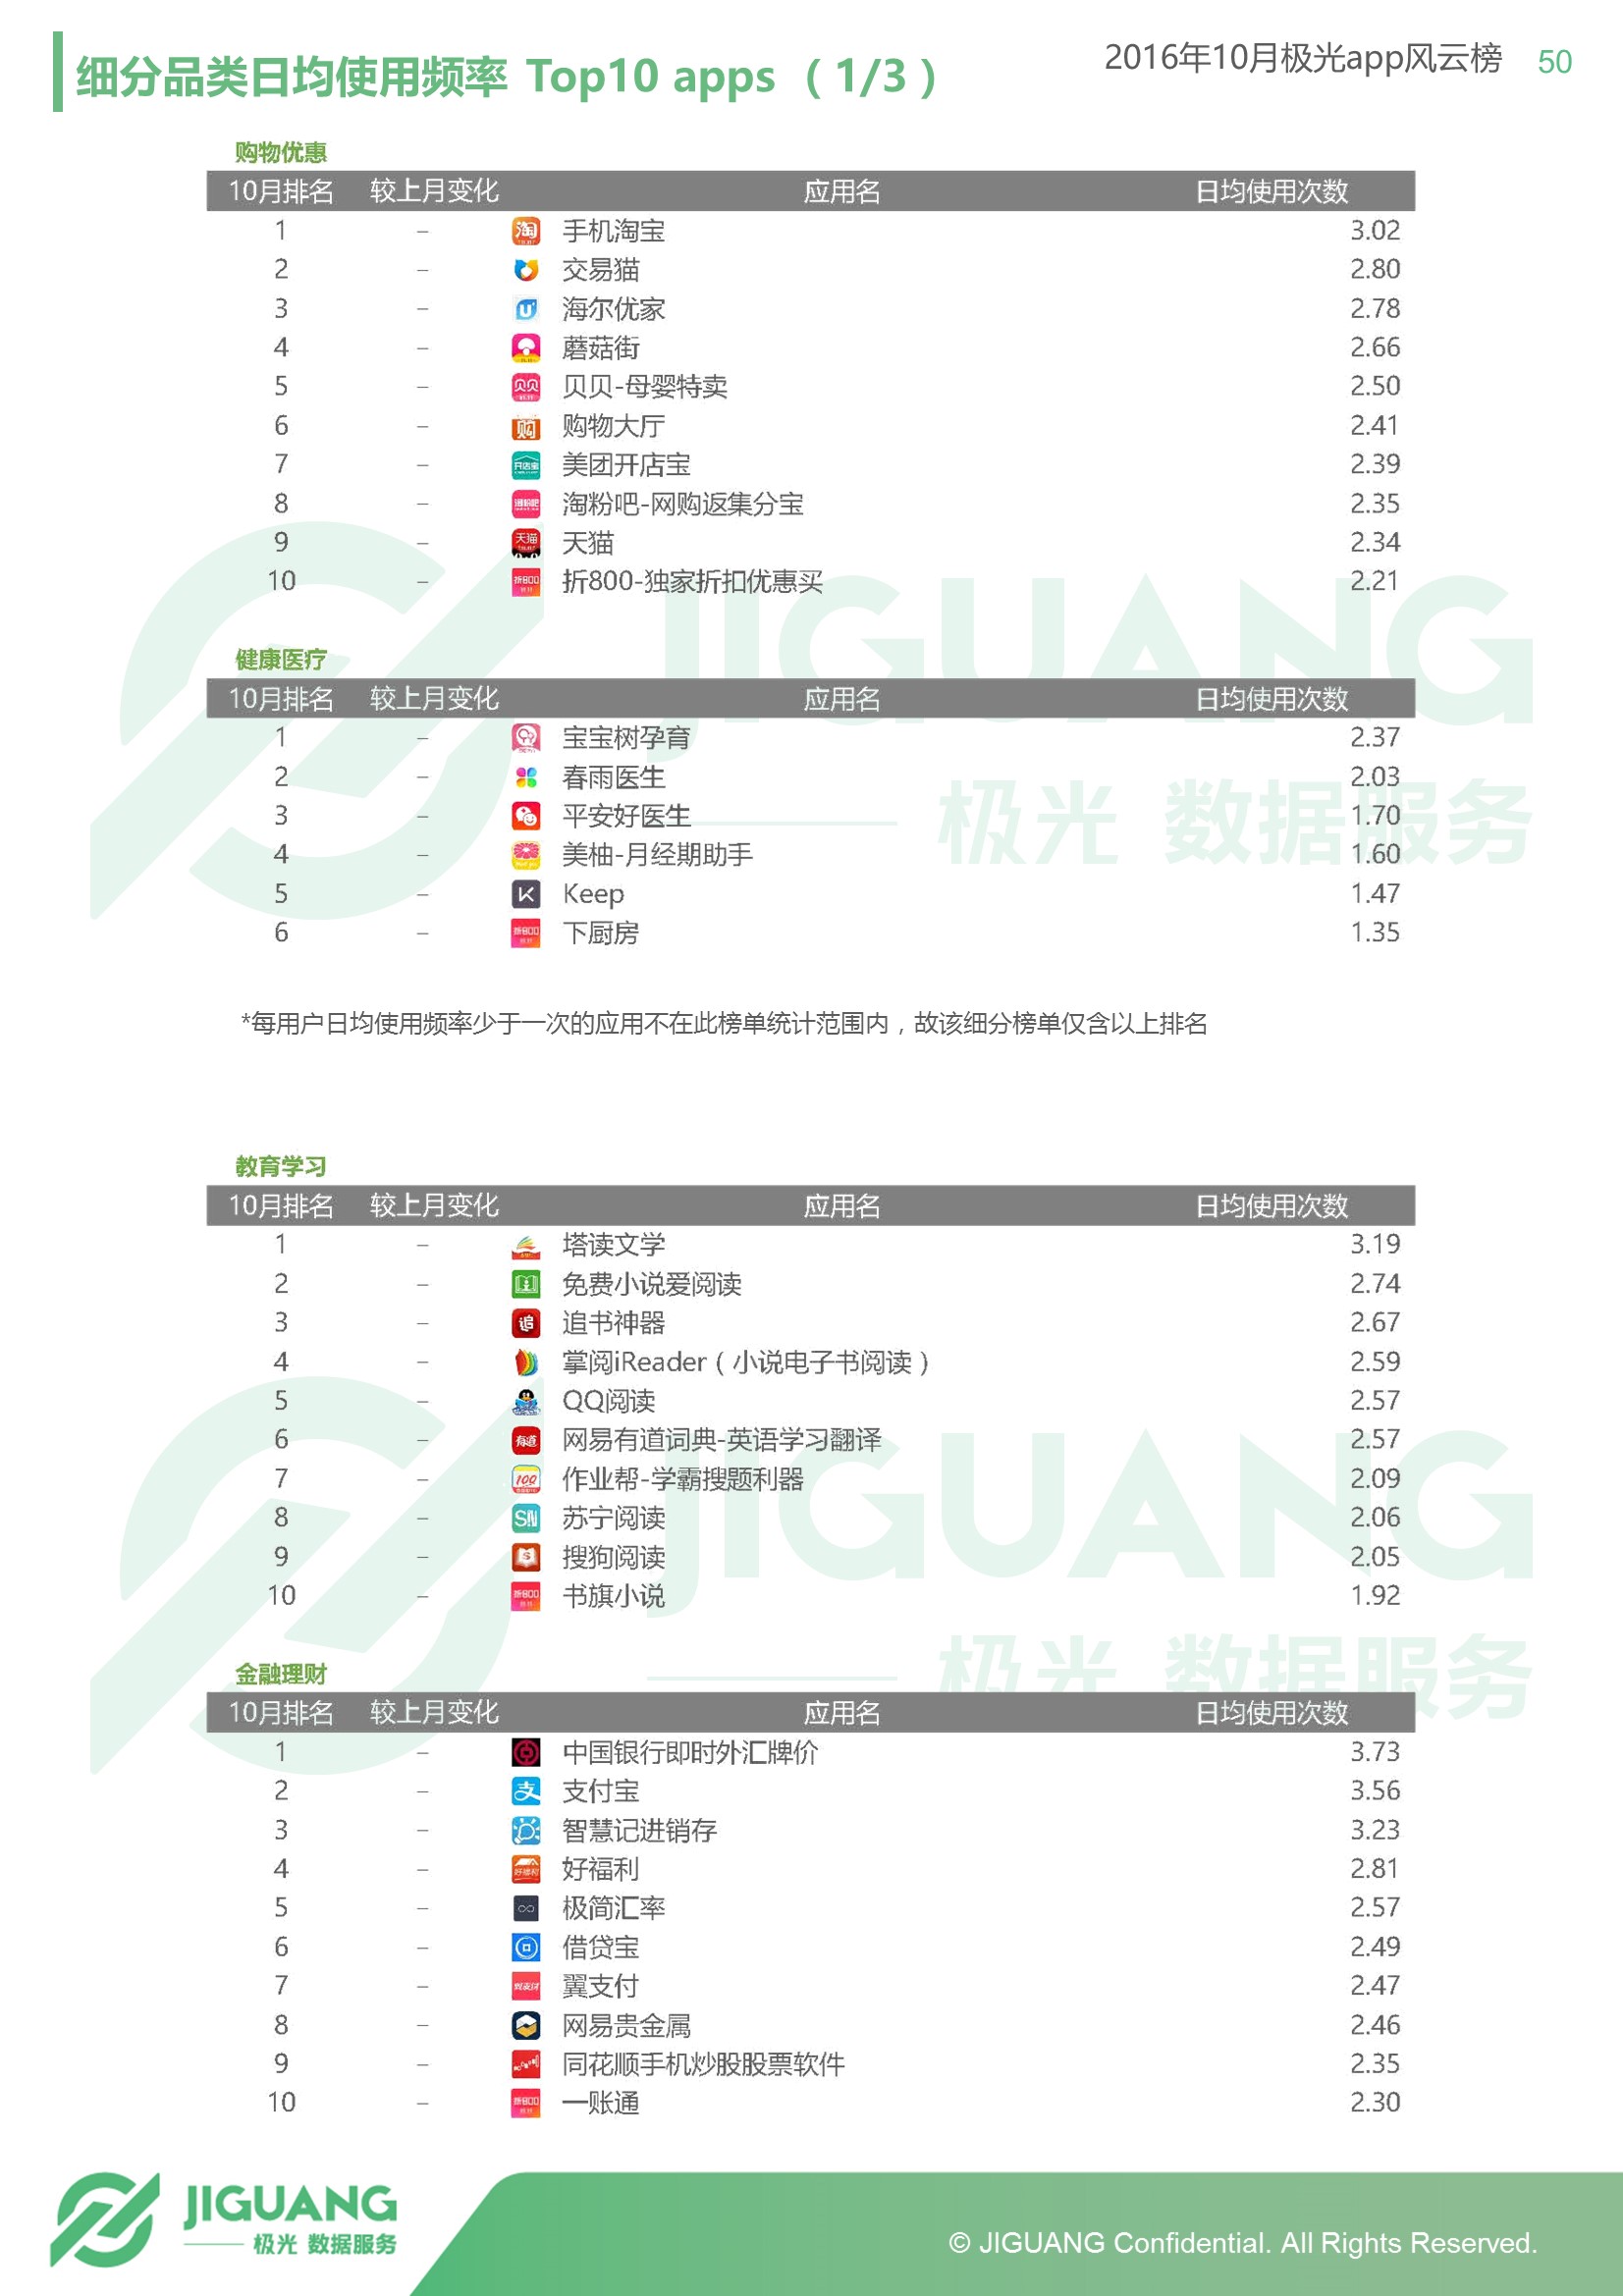 细分品类日均使用频率 Top10 apps （1/3）
2016年10月极光app风云榜 50
购物优惠
10月排名 较上月变化 应用名 日均使用次数
1 – 手机淘宝 3.02
2 – 交易猫 2.80
3 – 海尔优家 2.78
4 – 蘑菇街 2.66
5 – 贝贝-母婴特卖 2.50
6 – 购物大厅 2.41
7 – 美团开店宝 2.39
8 – 淘粉吧-网购返集分宝 2.35
9 – 天猫 2.34
10 – 折800-独家折扣优惠买 2.21
健康医疗
10月排名 较上月变化 应用名 日均使用次数
1 – 宝宝树孕育 2.37
2 – 春雨医生 2.03
3 – 平安好医生 1.70
4 – 美柚-月经期助手 1.60
5 – Keep 1.47
6 – 下厨房 1.35
*每用户日均使用频率少于一次的应用不在此榜单统计范围内，故该细分榜单仅含以上排名
教育学习
10月排名 较上月变化 应用名 日均使用次数
1 – 塔读文学 3.19
2 – 免费小说爱阅读 2.74
3 – 追书神器 2.67
4 – 掌阅iReader（小说电子书阅读） 2.59
5 – QQ阅读 2.57
6 – 网易有道词典-英语学习翻译 2.57
7 – 作业帮-学霸搜题利器 2.09
8 – 苏宁阅读 2.06
9 – 搜狗阅读 2.05
10 – 书旗小说 1.92
金融理财
10月排名 较上月变化 应用名 日均使用次数
1 – 中国银行即时外汇牌价 3.73
2 – 支付宝 3.56
3 – 智慧记进销存 3.23
4 – 好福利 2.81
5 – 极简汇率 2.57
6 – 借贷宝 2.49
7 – 翼支付 2.47
8 – 网易贵金属 2.46
9 – 同花顺手机炒股股票软件 2.35
10 – 一账通 2.30
JIGUANG
极光 数据服务
© JIGUANG Confidential. All Rights Reserved.